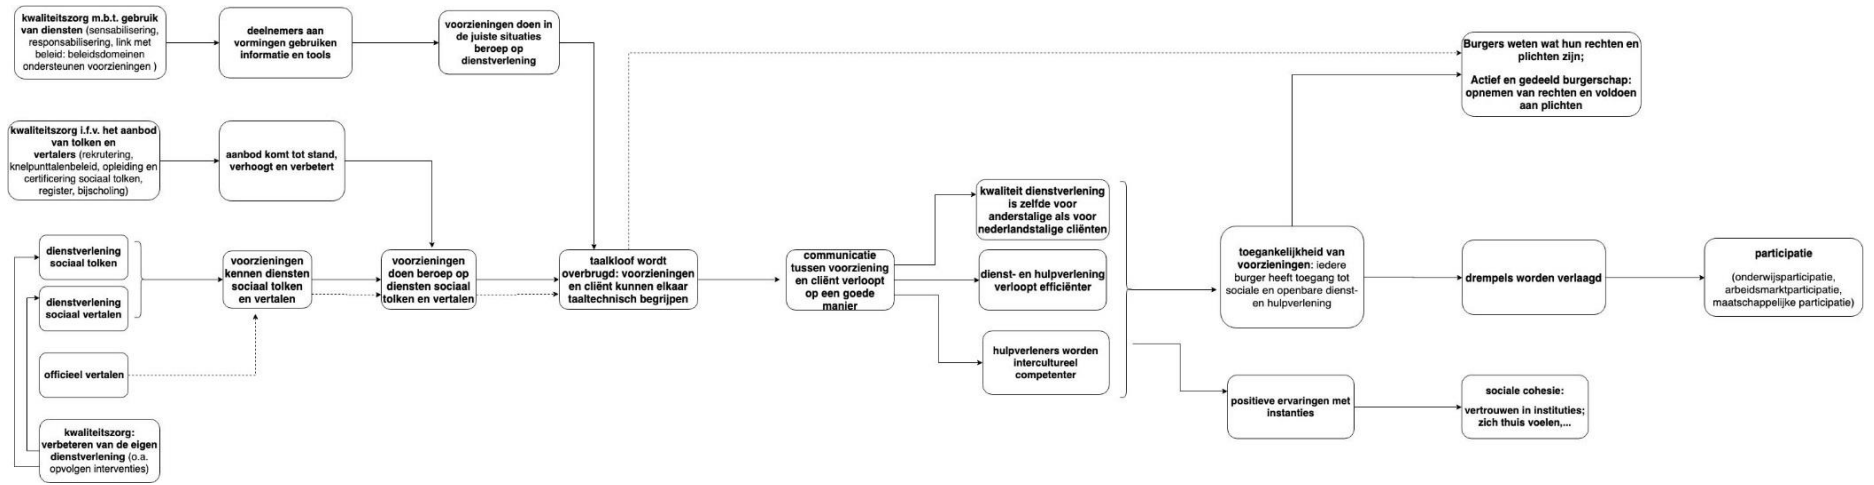 kwaliteitszorg m.b.t. gebruik
van diensten (sensabilisering,
responsabilisering, link met
beleid: beleidsdomeinen
ondersteunen voorzieningen )
deelnemers aan
vormingen gebruiken
informatie en tools
voorzieningen doen in
de juiste situaties
beroep op
dienstverlening
Burgers weten wat hun rechten en
plichten zijn;
Actief en gedeeld burgerschap:
opnemen van rechten en voldoen
aan plichten
kwaliteitszorg i.f.v. het aanbod
van tolken en
vertalers (rekrutering,
knelpunttalenbeleid, opleiding en
certificering sociaal tolken,
register, bijscholing)
aanbod komt tot stand,
verhoogt en verbetert
dienstverlening
sociaal tolken
dienstverlening
sociaal vertalen
officieel vertalen
kwaliteitszorg:
verbeteren van de eigen
dienstverlening (o.a.
opvolgen interventies)
voorzieningen
kennen diensten
sociaal tolken
en vertalen
voorzieningen
doen beroep op
diensten sociaal
tolken en vertalen
taalkloof wordt
overbrugd: voorzieningen
en cliënt kunnen elkaar
taaltechnisch begrijpen
communicatie
tussen voorziening
en cliënt verloopt
op een goede
manier
kwaliteit dienstverlening
is zelfde voor
anderstalige als voor
nederlandstalige cliënten
dienst- en hulpverlening
verloopt efficiënter
hulpverleners worden
intercultureel
competenter
toegankelijkheid van
voorzieningen: iedere
burger heeft toegang tot
sociale en openbare dienst-
en hulpverlening
drempels worden verlaagd
participatie
(onderwijsparticipatie,
arbeidsmarktparticipatie,
maatschappelijke participatie)
positieve ervaringen met
instanties
sociale cohesie:
vertrouwen in instituties;
zich thuis voelen,...